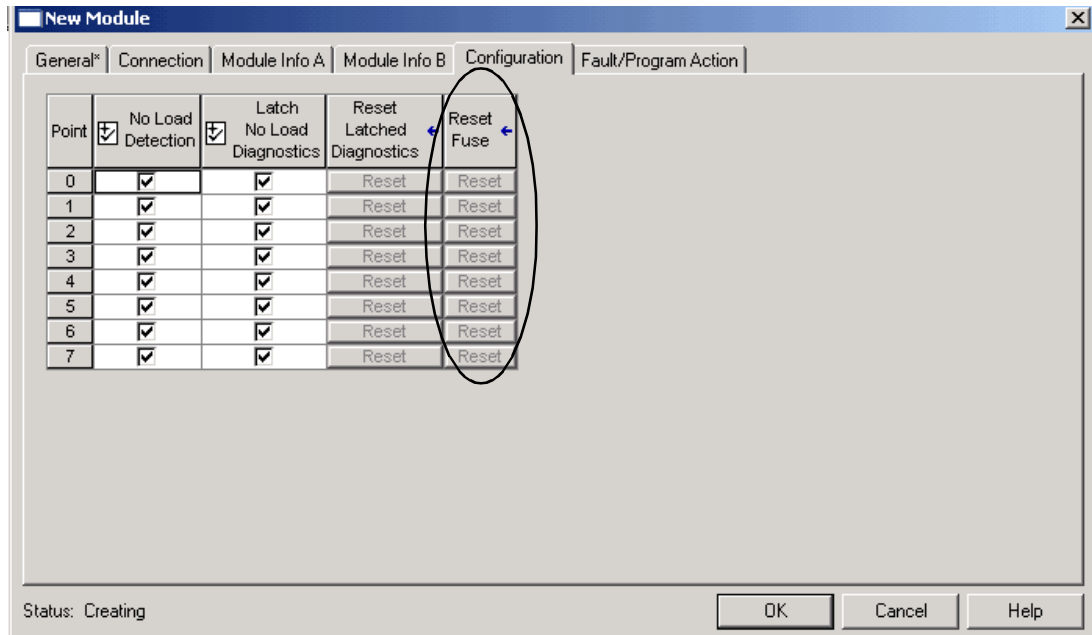 New Module
General* Connection Module Info A Module Info B Configuration Fault/Program Action
Point No Load Detection Latch No Load Diagnostics Reset Latched Diagnostics Reset Fuse
0 Reset Reset
1 Reset Reset
2 Reset Reset
3 Reset Reset
4 Reset Reset
5 Reset Reset
6 Reset Reset
7 Reset Reset
Status: Creating OK Cancel Help